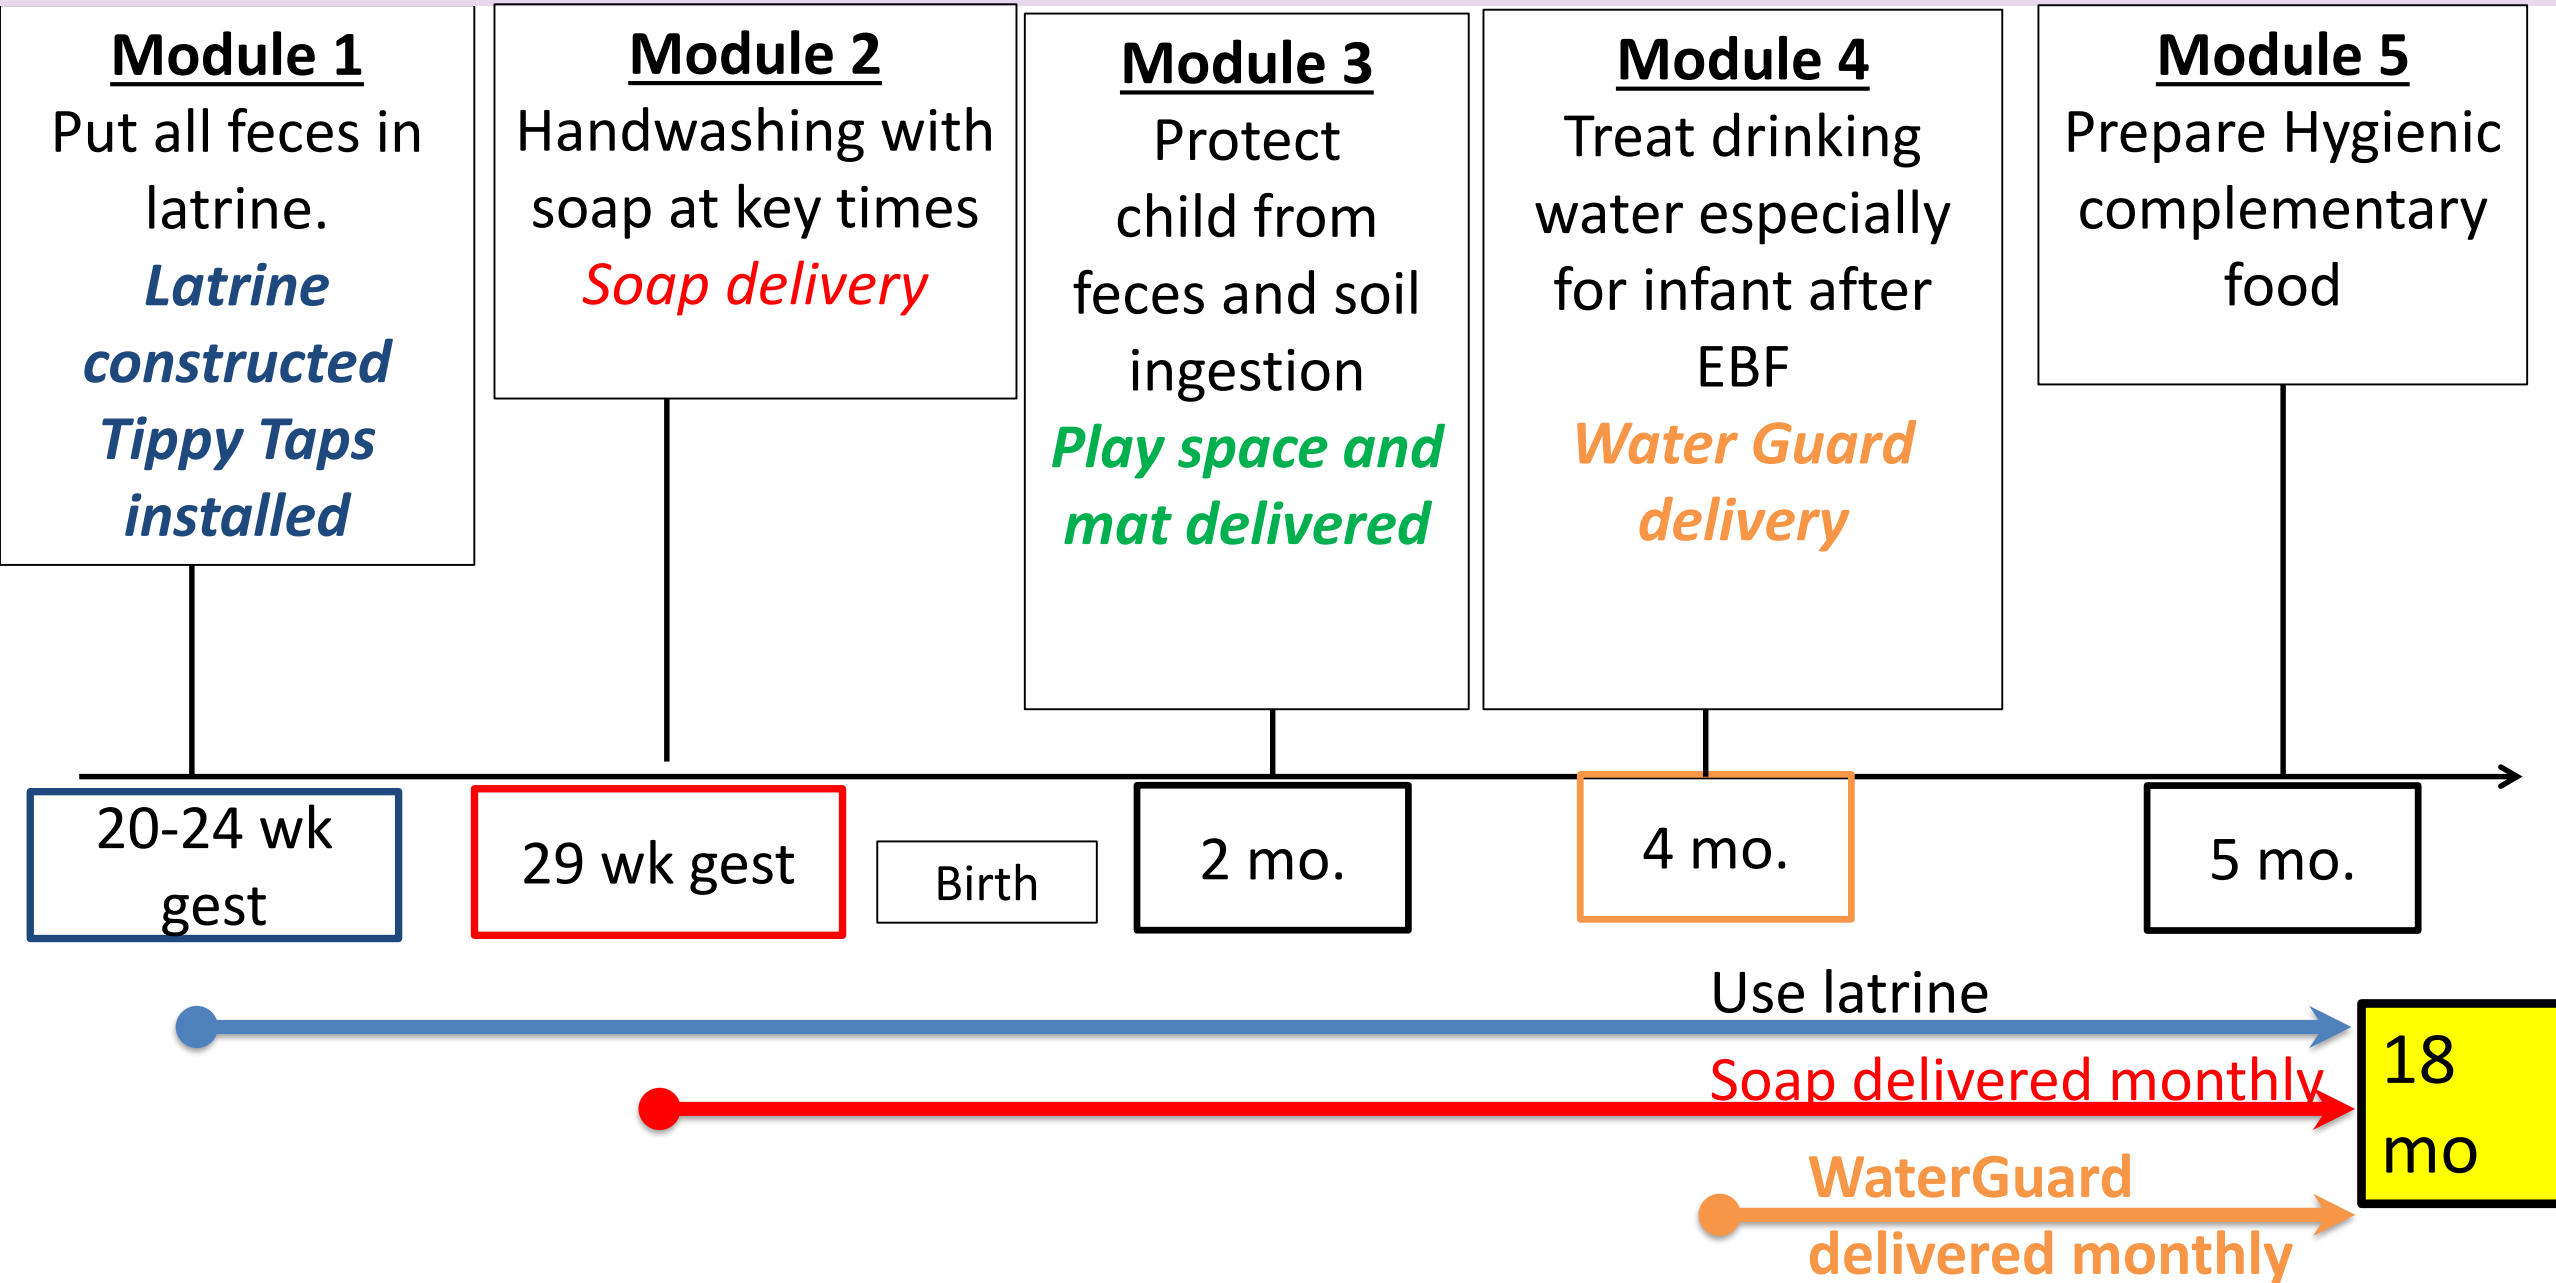 Module 1
Put all feces in
latrine.
Latrine
constructed
Tippy Taps
installed
Module 2
Handwashing with
soap at key times
Soap delivery
Module 3
Protect
child from
feces and soil
ingestion
Play space and
mat delivered
Module 4
Treat drinking
water especially
for infant after
EBF
Water Guard
delivery
Module 5
Prepare Hygienic
complementary
food
20-24 wk
gest
29 wk gest
Birth
2 mo.
4 mo.
5 mo.
Use latrine
Soap delivered monthly
WaterGuard
delivered monthly
18
mo